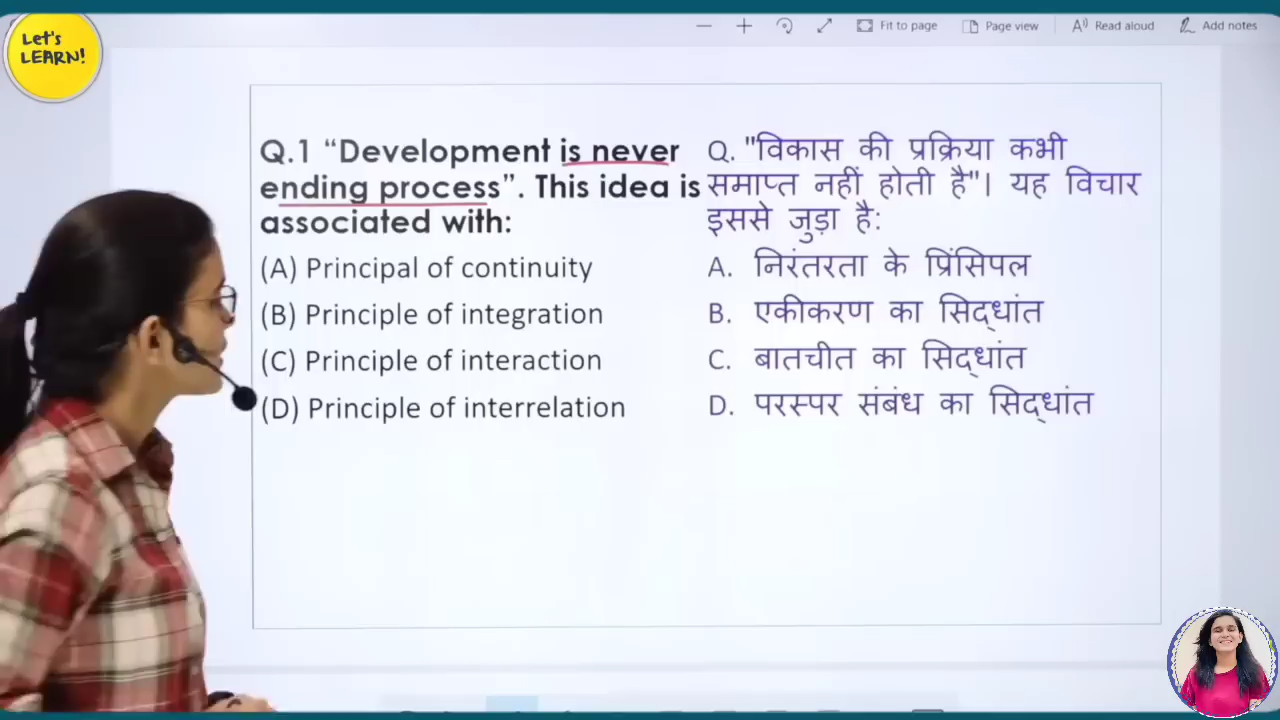 Let's
LEARN!
Fit to page
Page view
Read aloud
Add notes
Q.1 “Development is never
ending process”. This idea is
associated with:
(A) Principal of continuity
(B) Principle of integration
(C) Principle of interaction
(D) Principle of interrelation
Q. "विकास की प्रक्रिया कभी
समाप्त नहीं होती है"। यह विचार
इससे जुड़ा है:
A. निरंतरता के प्रिंसिपल
B. एकीकरण का सिद्धांत
C. बातचीत का सिद्धांत
D. परस्पर संबंध का सिद्धांत